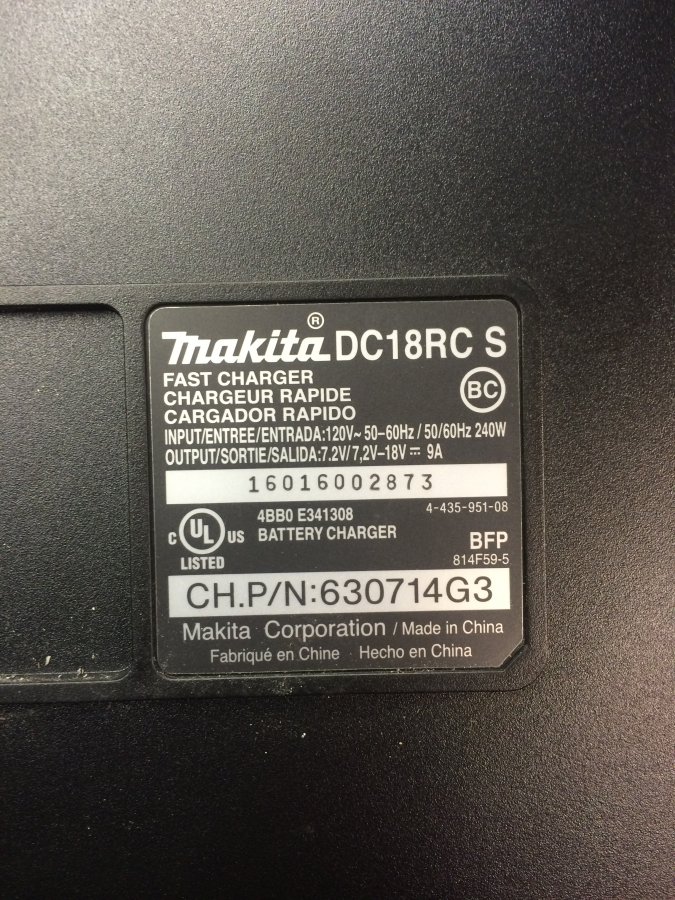 makita® DC18RC S
FAST CHARGER
CHARGEUR RAPIDE
CARGADOR RAPIDO
BC
INPUT/ENTREE/ENTRADA:120V~ 50–60Hz / 50/60Hz 240W
OUTPUT/SORTIE/SALIDA:7.2V/7,2V–18V ⎓ 9A
16016002873
4-435-951-08
C UL US
LISTED
4BB0 E341308
BATTERY CHARGER
BFP
814F59-5
CH.P/N:630714G3
Makita Corporation / Made in China
Fabriqué en Chine Hecho en China